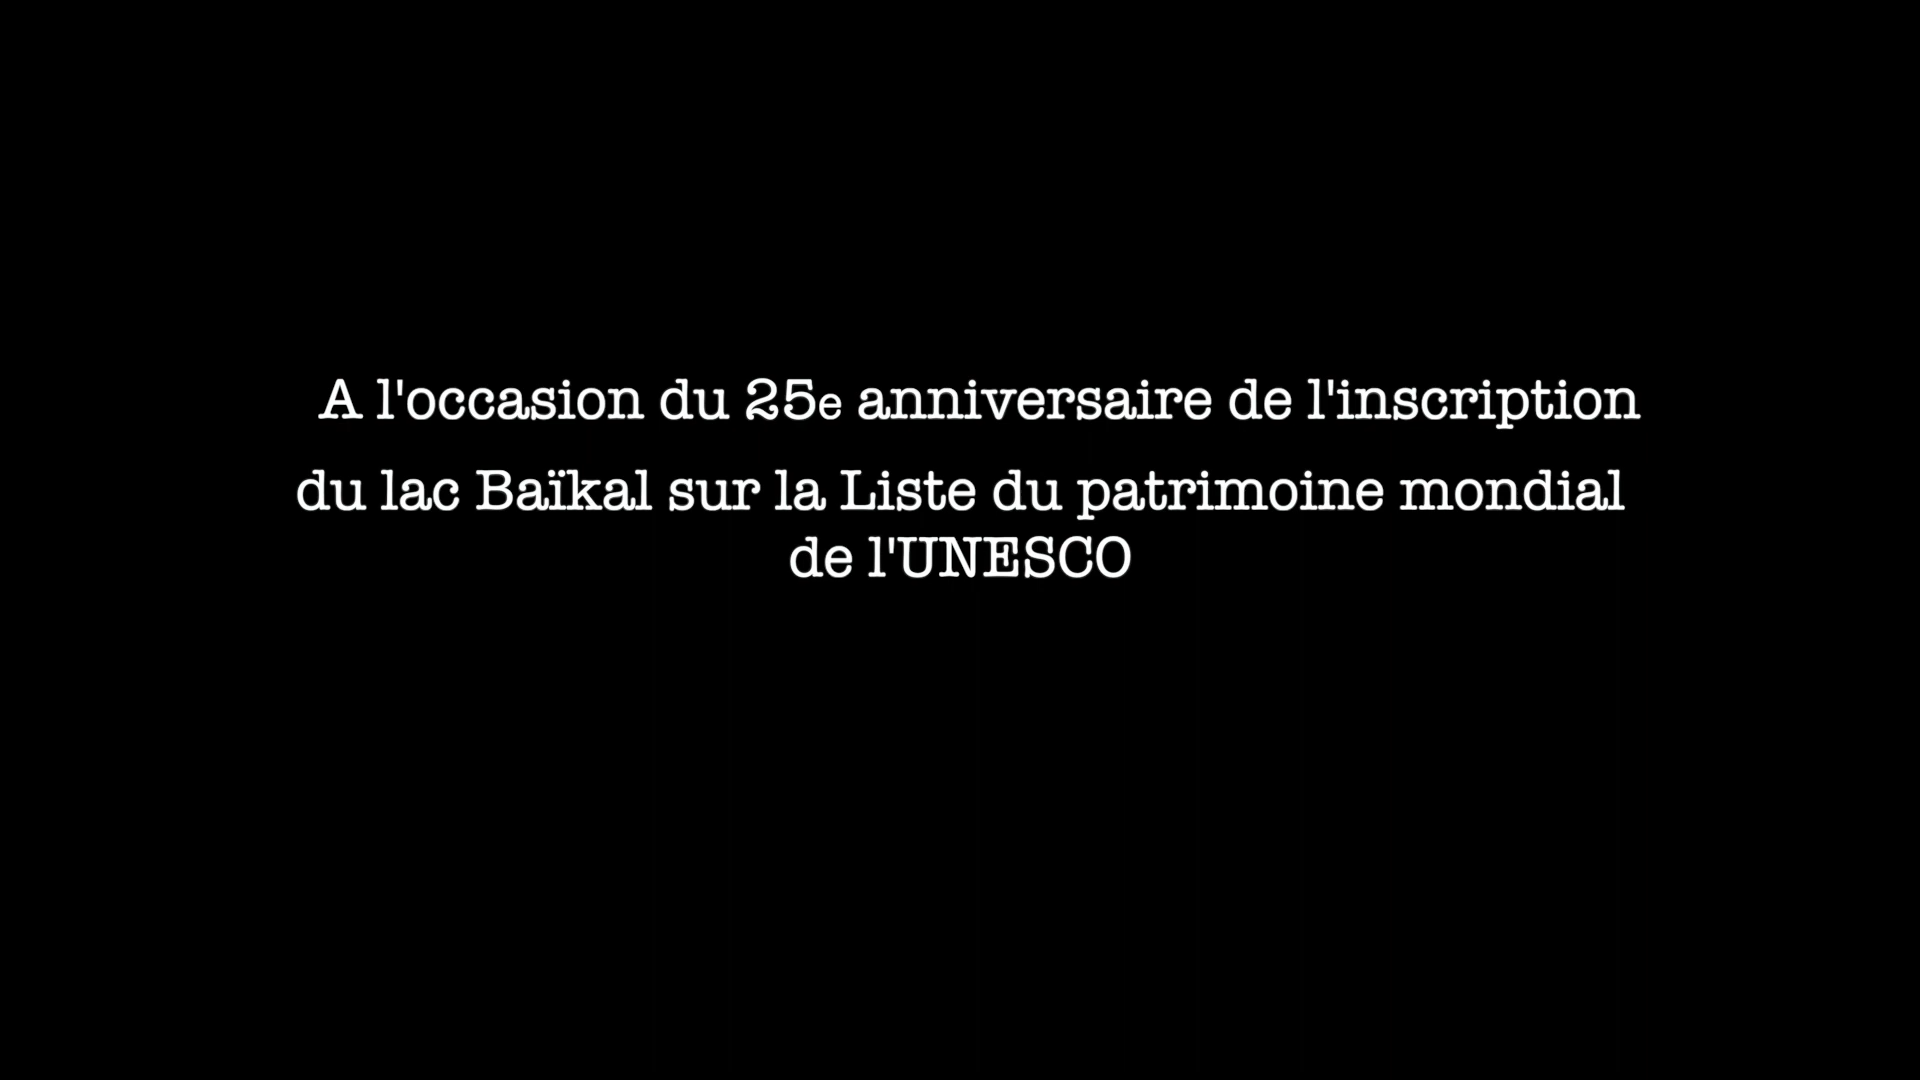 A l'occasion du 25e anniversaire de l'inscription
du lac Baïkal sur la Liste du patrimoine mondial
de l'UNESCO